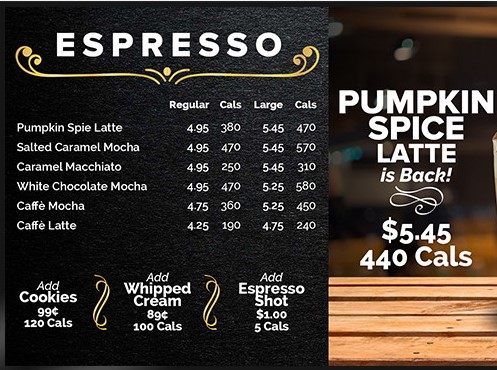 ESPRESSO
Regular Cals Large Cals
Pumpkin Spie Latte 4.95 380 5.45 470
Salted Caramel Mocha 4.95 470 5.45 570
Caramel Macchiato 4.95 250 5.45 310
White Chocolate Mocha 4.95 470 5.25 580
Caffè Mocha 4.75 360 5.25 450
Caffè Latte 4.25 190 4.75 240
Add
Cookies
99¢
120 Cals
Add
Whipped
Cream
89¢
100 Cals
Add
Espresso
Shot
$1.00
5 Cals
PUMPKIN
SPICE
LATTE
is Back!
$5.45
440 Cals